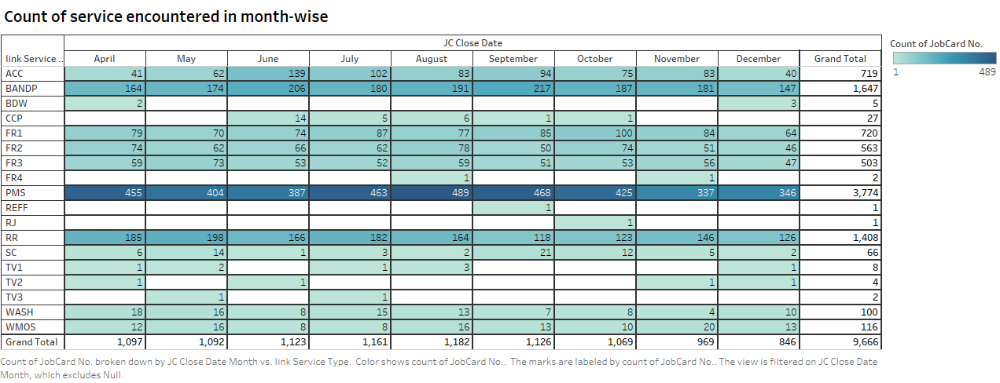 Count of service encountered in month-wise
JC Close Date
Iink Service .. April May June July August September October November December Grand Total
ACC 41 62 139 102 83 94 75 83 40 719
BANDP 164 174 206 180 191 217 187 181 147 1,647
BDW 2 3 5
CCP 14 5 6 1 1 27
FR1 79 70 74 87 77 85 100 84 64 720
FR2 74 62 66 62 78 50 74 51 46 563
FR3 59 73 53 52 59 51 53 56 47 503
FR4 1 1 2
PMS 455 404 387 463 489 468 425 337 346 3,774
REFF 1 1
RJ 1 1
RR 185 198 166 182 164 118 123 146 126 1,408
SC 6 14 1 3 2 21 12 5 2 66
TV1 1 2 1 3 1 8
TV2 1 1 1 1 4
TV3 1 1 2
WASH 18 16 8 15 13 7 8 4 10 100
WMOS 12 16 8 8 16 13 10 20 13 116
Grand Total 1,097 1,092 1,123 1,161 1,182 1,126 1,069 969 846 9,666
Count of JobCard No. broken down by JC Close Date Month vs. Iink Service Type.  Color shows count of JobCard No..  The marks are labeled by count of JobCard No.. The view is filtered on JC Close Date
Month, which excludes Null.
Count of JobCard No.
1 489